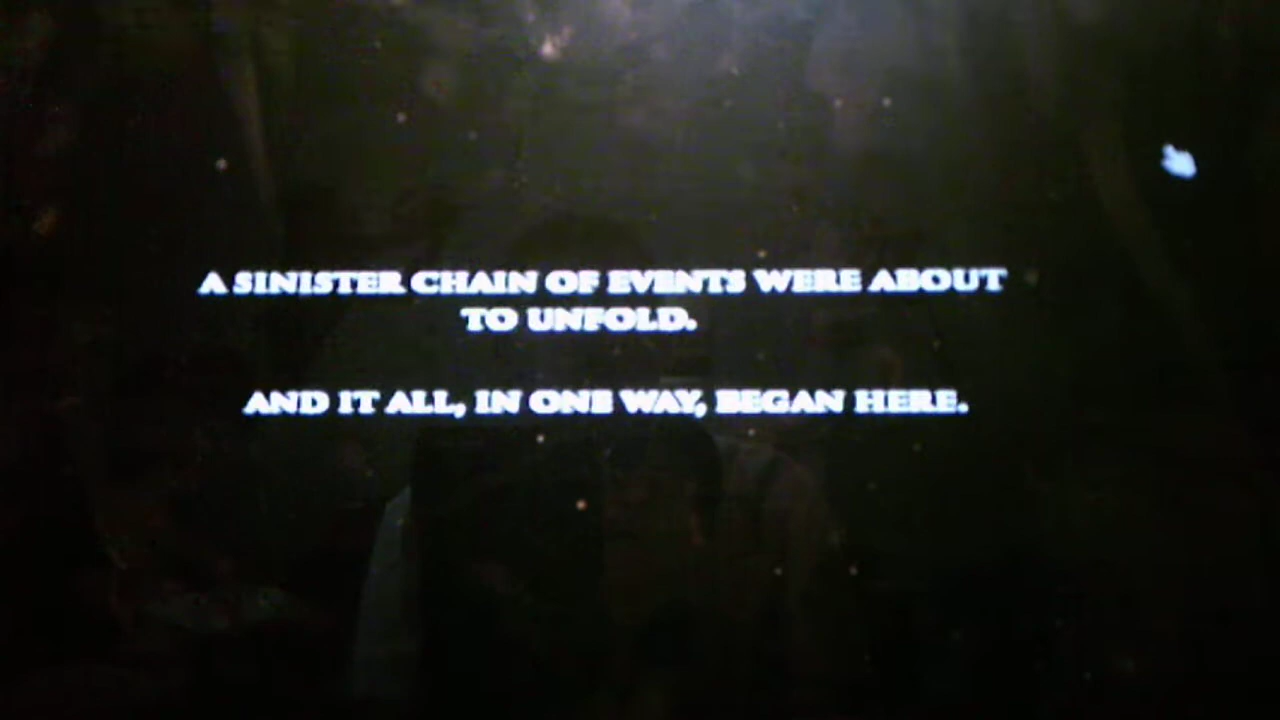 A SINISTER CHAIN OF EVENTS WERE ABOUT
TO UNFOLD.
AND IT ALL, IN ONE WAY, BEGAN HERE.